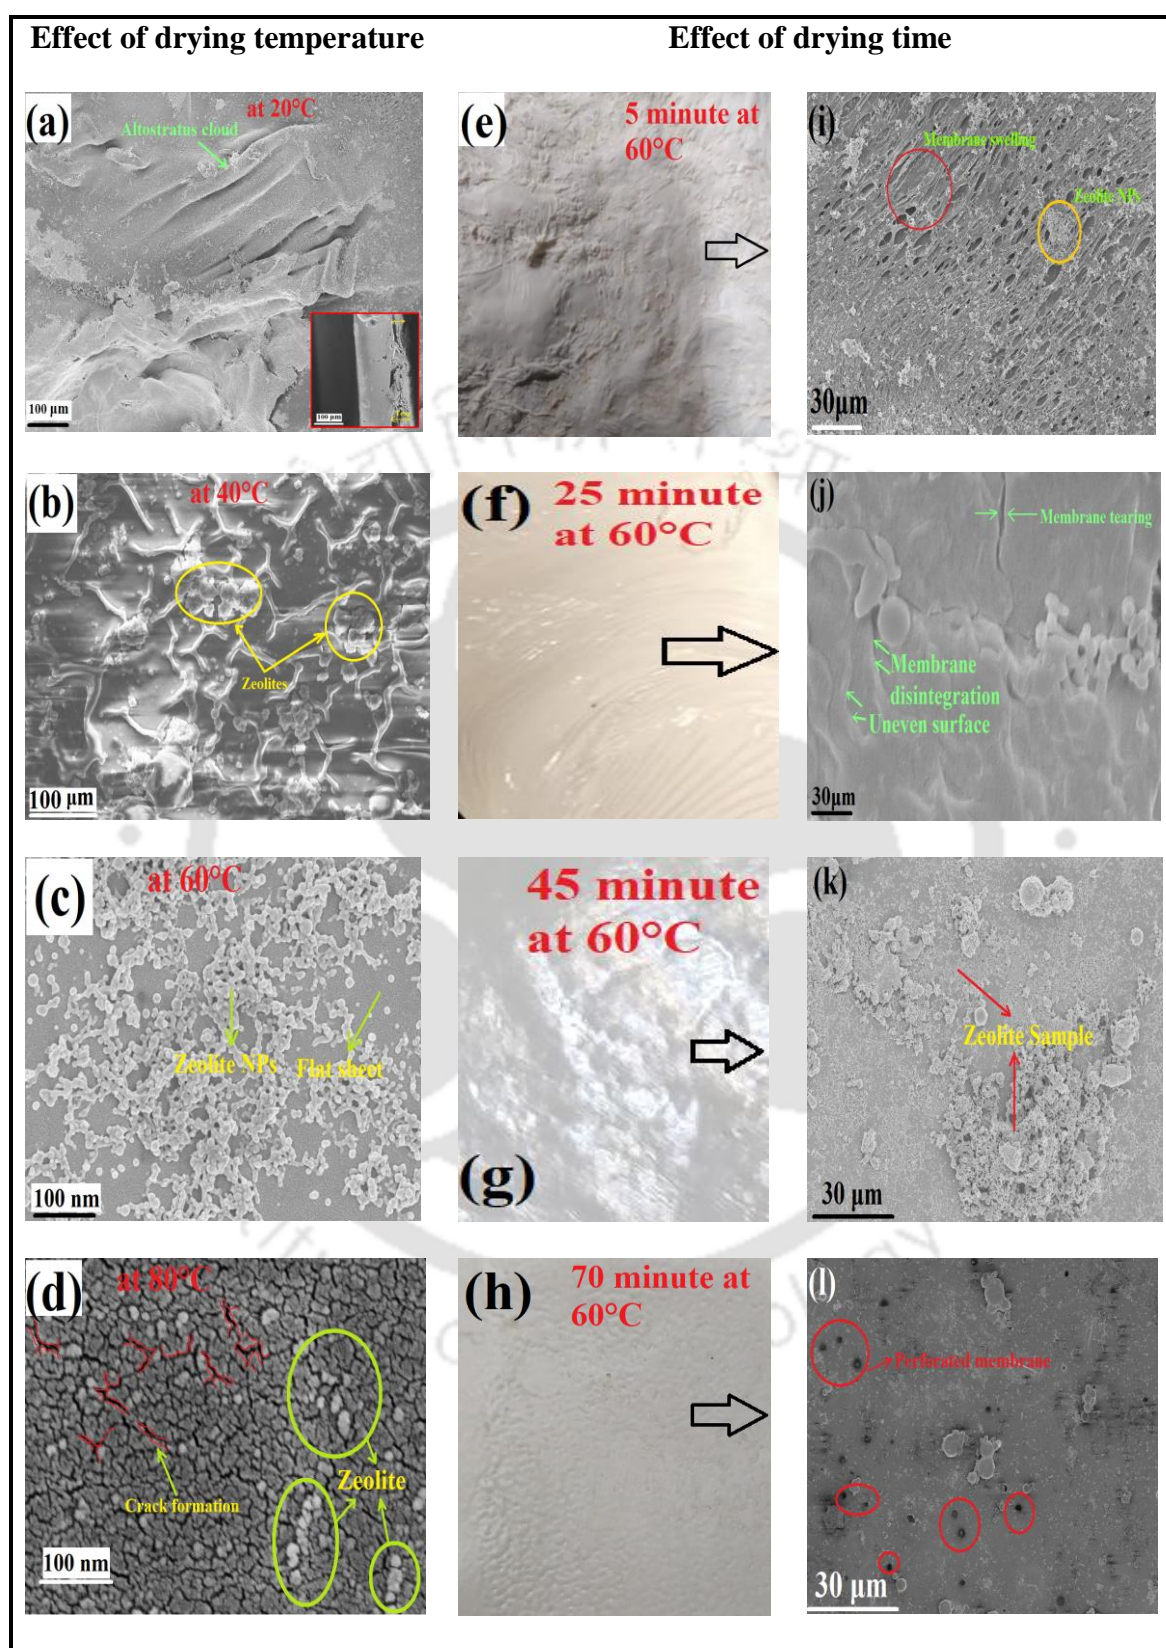 Effect of drying temperature
Effect of drying time
(a)
at 20°C
Altostratus cloud
100 µm
100 µm
(e)
5 minute at
60°C
(i)
Membrane swelling
Zeolite NPs
30µm
(b)
at 40°C
Zeolites
100 µm
(f)
25 minute
at 60°C
(j)
Membrane tearing
Membrane
disintegration
Uneven surface
30µm
(c)
at 60°C
Zeolite NPs
Flat sheet
100 nm
45 minute
at 60°C
(g)
(k)
Zeolite Sample
30 µm
(d)
at 80°C
Zeolite
Crack formation
100 nm
(h)
70 minute at
60°C
(l)
Perforated membrane
30 µm